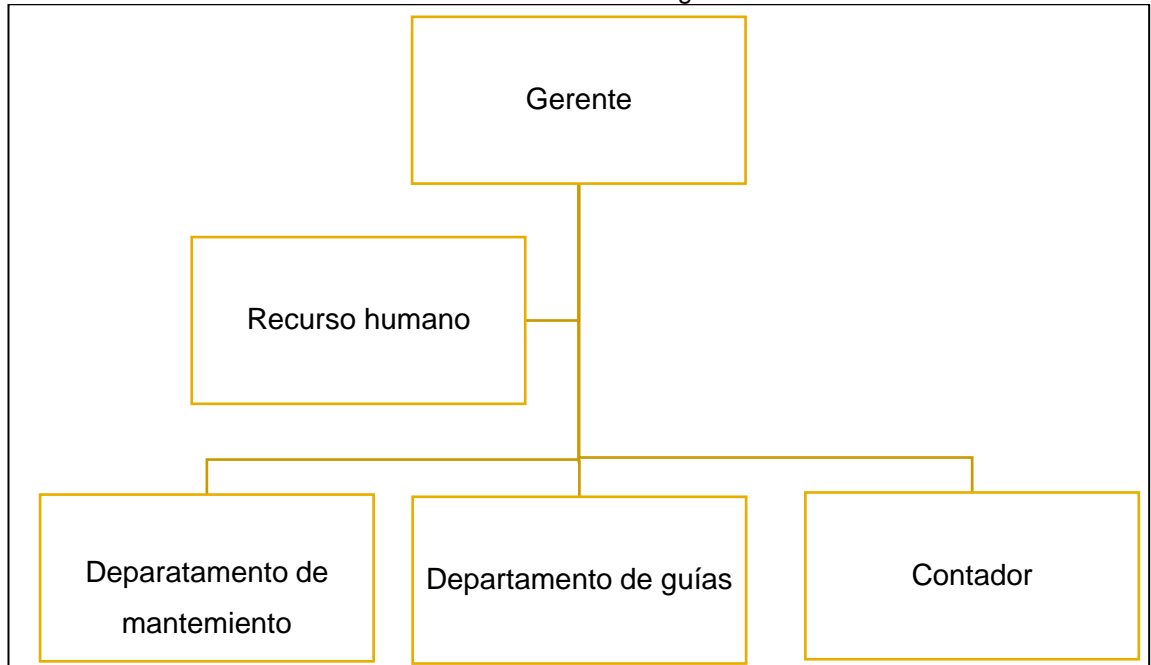 Gerente
Recurso humano
Deparatamento de
mantemiento
Departamento de guías
Contador